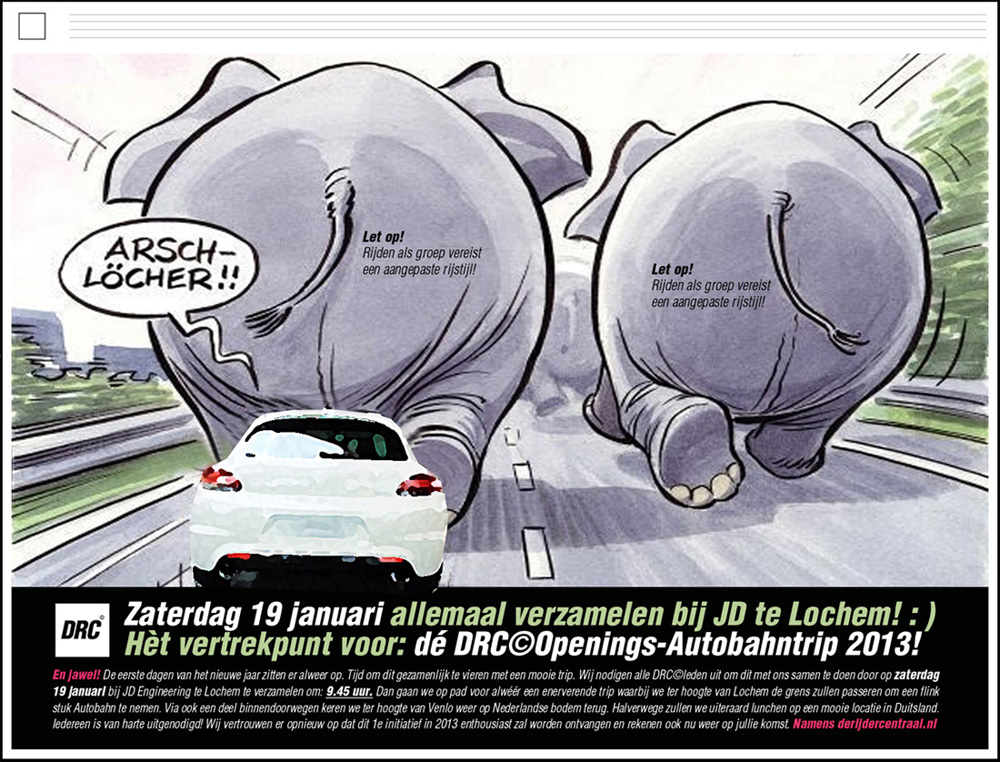 ARSCH-
LÖCHER!!
Let op!
Rijden als groep vereist
een aangepaste rijstijl!
Let op!
Rijden als groep vereist
een aangepaste rijstijl!
DRC©
Zaterdag 19 januari allemaal verzamelen bij JD te Lochem! : )
Hèt vertrekpunt voor: dé DRC©Openings-Autobahntrip 2013!
En jawel! De eerste dagen van het nieuwe jaar zitten er alweer op. Tijd om dit gezamenlijk te vieren met een mooie trip. Wij nodigen alle DRC©leden uit om dit met ons samen te doen door op zaterdag
19 januari bij JD Engineering te Lochem te verzamelen om: 9.45 uur. Dan gaan we op pad voor alwéér een enerverende trip waarbij we ter hoogte van Lochem de grens zullen passeren om een flink
stuk Autobahn te nemen. Via ook een deel binnendoorwegen keren we ter hoogte van Venlo weer op Nederlandse bodem terug. Halverwege zullen we uiteraard lunchen op een mooie locatie in Duitsland.
Iedereen is van harte uitgenodigd! Wij vertrouwen er opnieuw op dat dit 1e initiatief in 2013 enthousiast zal worden ontvangen en rekenen ook nu weer op jullie komst. Namens derijdercentraal.nl